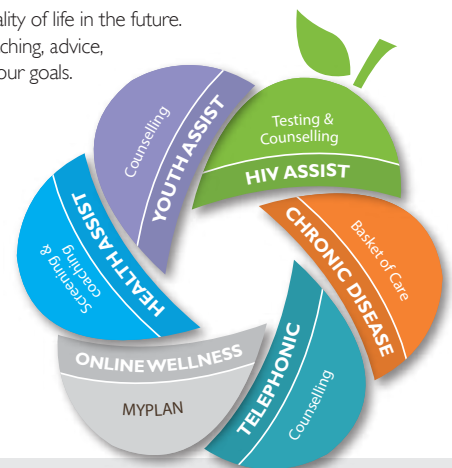 ality of life in the future.
ching, advice,
our goals.
Testing &
Counselling
HIV ASSIST
Basket of Care
CHRONIC DISEASE
Counselling
TELEPHONIC
ONLINE WELLNESS
MYPLAN
Screening &
coaching
HEALTH ASSIST
Counselling
YOUTH ASSIST